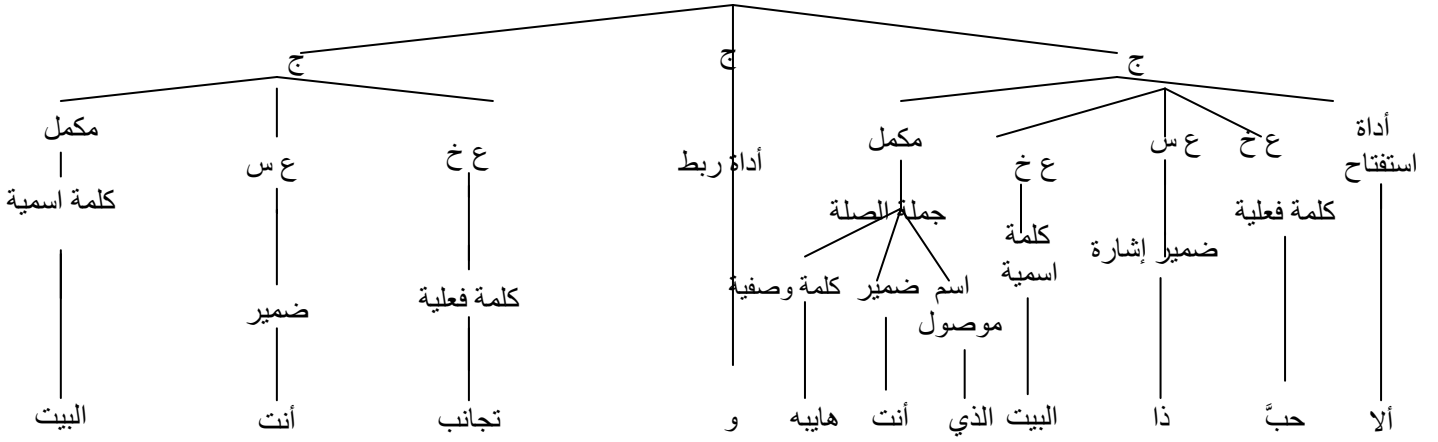 ج ج ج
أداة استفتاح ع خ ع س ع خ مكمل أداة ربط ع خ ع س مكمل
كلمة فعلية ضمير إشارة كلمة اسمية جملة الصلة كلمة اسمية
اسم موصول ضمير كلمة وصفية كلمة فعلية ضمير
ألا حبَّ ذا البيت الذي أنت هايبه و تجانب أنت البيت